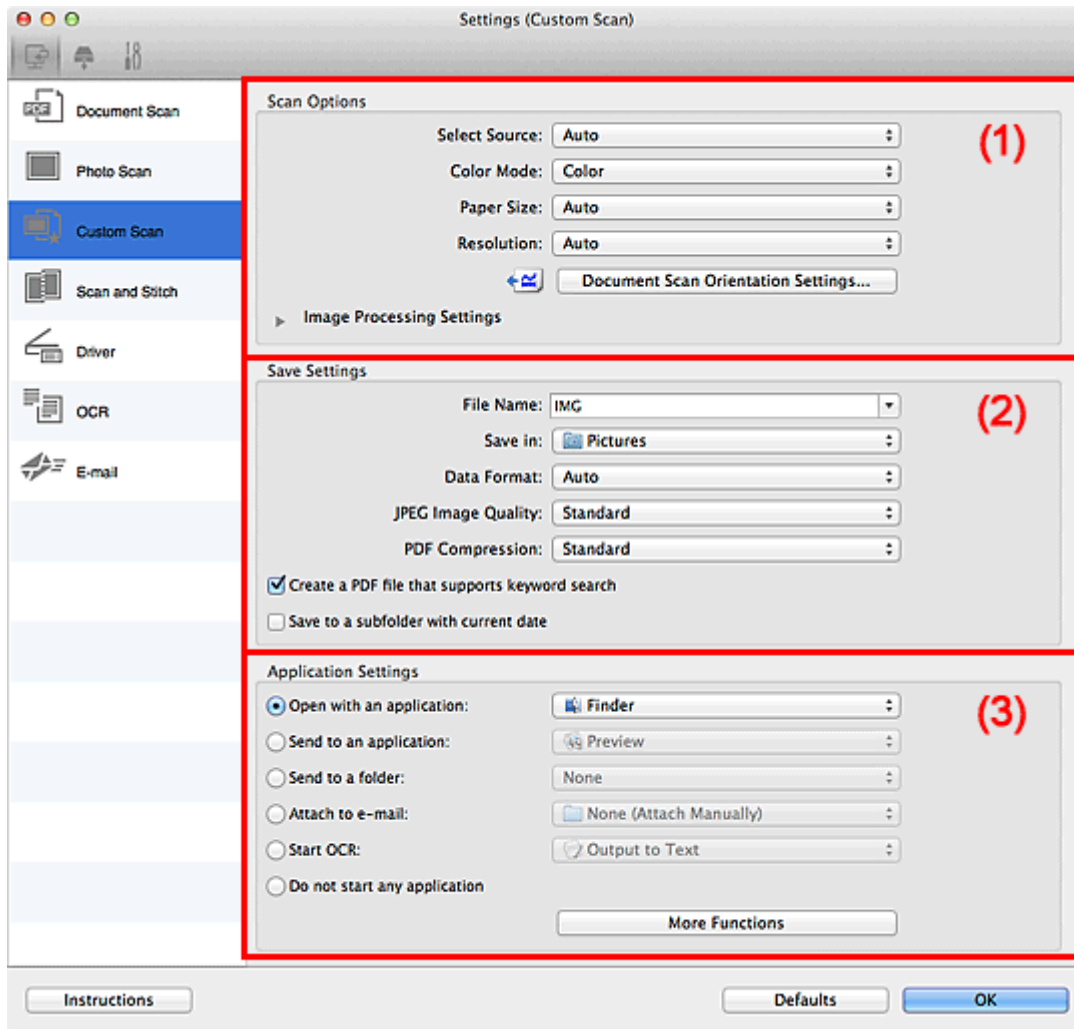 Settings (Custom Scan)
Document Scan
Photo Scan
Custom Scan
Scan and Stitch
Driver
OCR
E-mail
Scan Options
(1)
Select Source: Auto
Color Mode: Color
Paper Size: Auto
Resolution: Auto
Document Scan Orientation Settings...
Image Processing Settings
Save Settings
(2)
File Name: IMG
Save in: Pictures
Data Format: Auto
JPEG Image Quality: Standard
PDF Compression: Standard
Create a PDF file that supports keyword search
Save to a subfolder with current date
Application Settings
(3)
Open with an application: Finder
Send to an application: Preview
Send to a folder: None
Attach to e-mail: None (Attach Manually)
Start OCR: Output to Text
Do not start any application
More Functions
Instructions
Defaults
OK